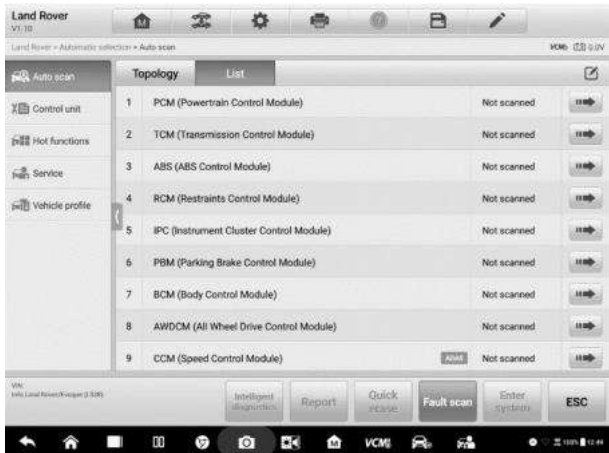 Land Rover
V1.10
VCMI
Land Rover > Automatic selection > Auto scan
Auto scan
Control unit
Hot functions
Service
Vehicle profile
Topology
List
1 PCM (Powertrain Control Module) Not scanned
2 TCM (Transmission Control Module) Not scanned
3 ABS (ABS Control Module) Not scanned
4 RCM (Restraints Control Module) Not scanned
5 IPC (Instrument Cluster Control Module) Not scanned
6 PBM (Parking Brake Control Module) Not scanned
7 BCM (Body Control Module) Not scanned
8 AWDCM (All Wheel Drive Control Module) Not scanned
9 CCM (Speed Control Module) ADAS Not scanned
VIN:
Intelligent
diagnostics
Report
Quick
erase
Fault scan
Enter
system
ESC
VCMI
100%